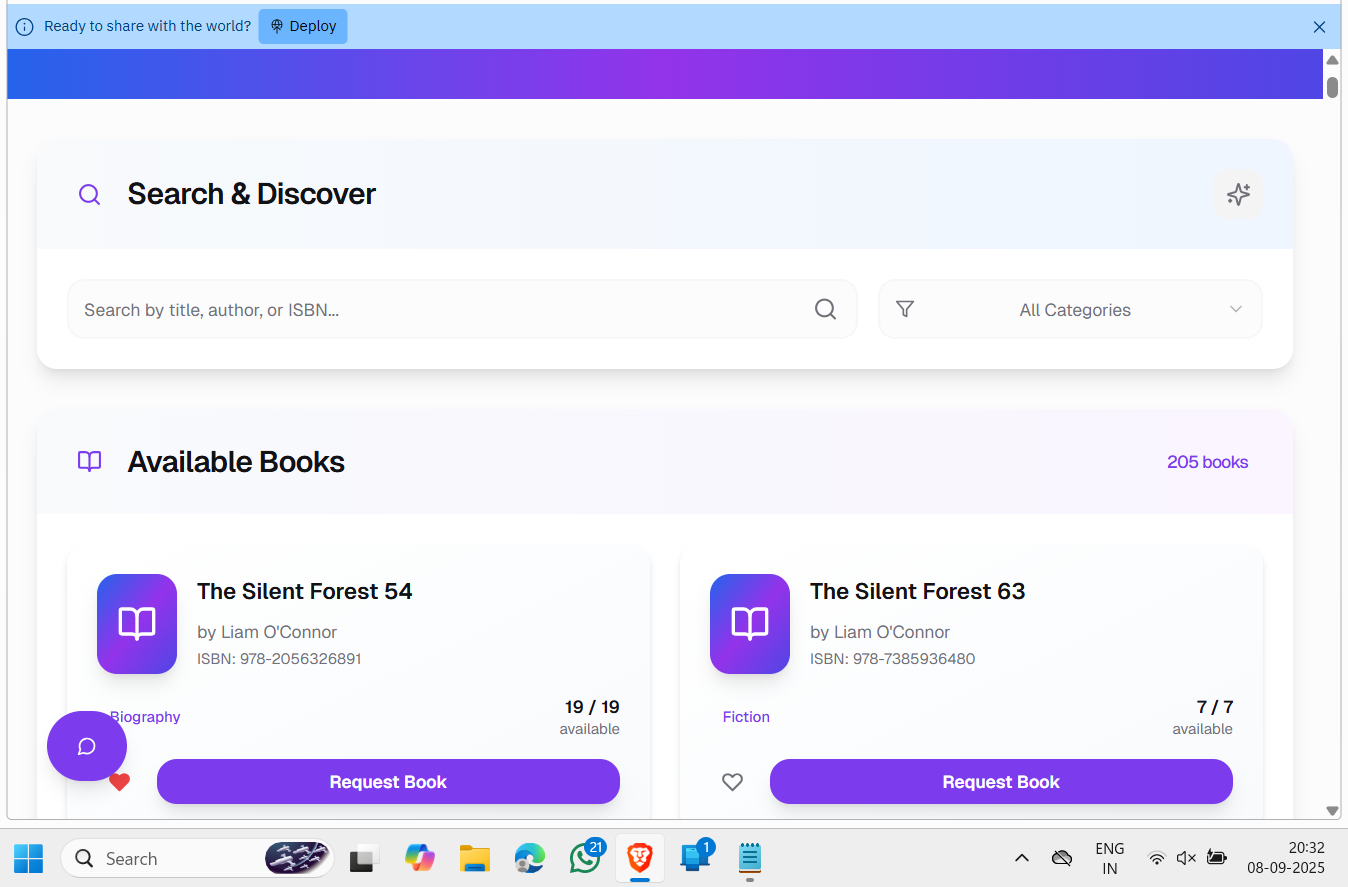 Ready to share with the world? Deploy
Search & Discover
Search by title, author, or ISBN...
All Categories
Available Books
205 books
The Silent Forest 54
by Liam O'Connor
ISBN: 978-2056326891
19 / 19
available
Biography
Request Book
The Silent Forest 63
by Liam O'Connor
ISBN: 978-7385936480
7 / 7
available
Fiction
Request Book
Search
21
1
ENG
IN
20:32
08-09-2025